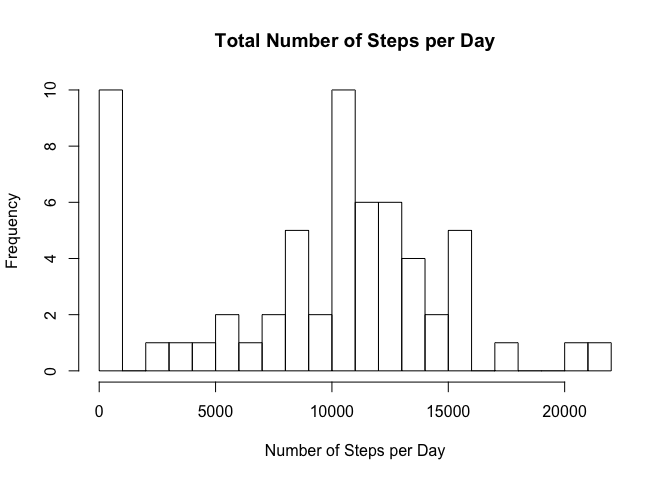 Total Number of Steps per Day
Frequency
10
8
6
4
2
0
0 5000 10000 15000 20000
Number of Steps per Day